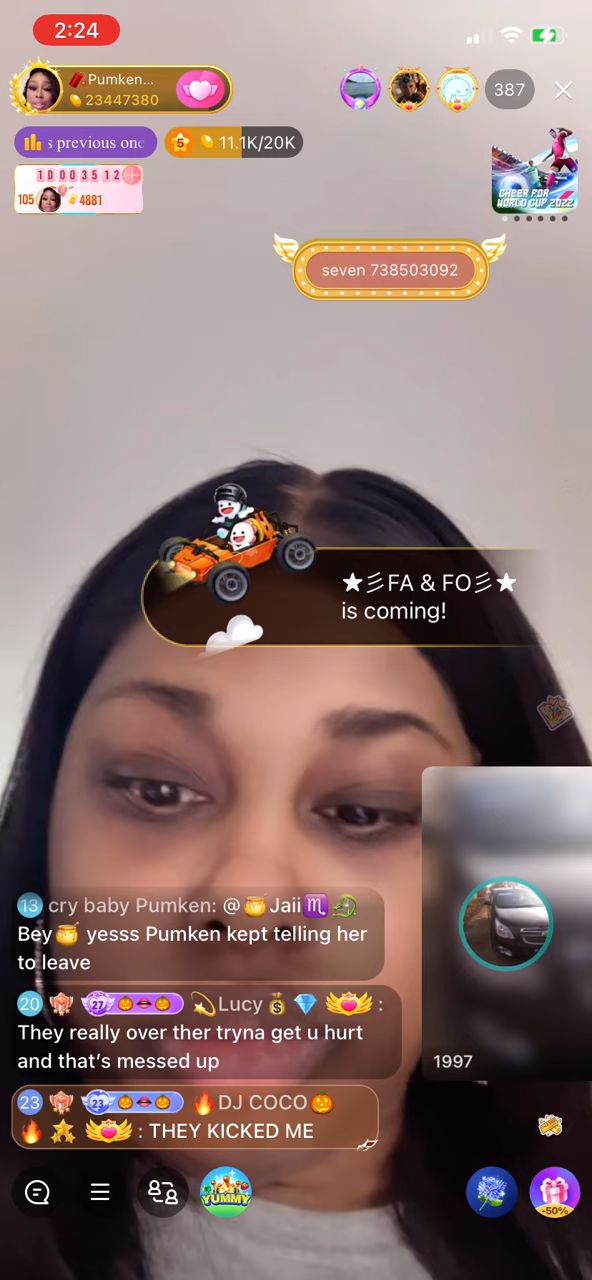 2:24
Pumken...
23447380
387
s previous onc
5 11.1K/20K
1D 00 35 12
105 4881
CHEER FOR
WORLD CUP 2022
seven 738503092
★彡FA & FO彡★
is coming!
13 cry baby Pumken: @🍯Jaii♏🐉
Bey🍯 yesss Pumken kept telling her
to leave
20 27 🎃👄🎃 💫Lucy💰💎 :
They really over ther tryna get u hurt
and that's messed up
1997
23 23 🎃👄🎃 🔥DJ COCO🎃
🔥 : THEY KICKED ME
YUMMY
-50%